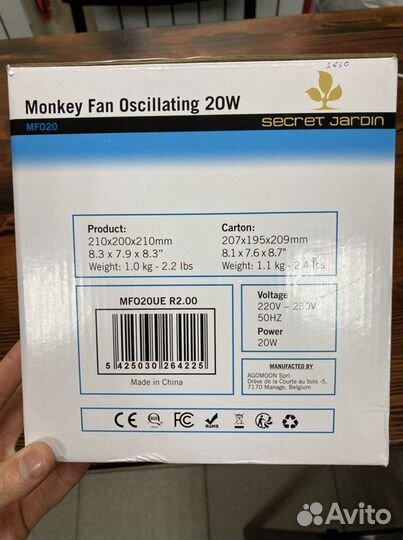 2650
Monkey Fan Oscillating 20W
MFO20
SECRET JARDIN
Product:
210x200x210mm
8.3 x 7.9 x 8.3"
Weight: 1.0 kg - 2.2 lbs
Carton:
207x195x209mm
8.1 x 7.6 x 8.7"
Weight: 1.1 kg - 2.4 lbs
MFO20UE R2.00
5 425030 264225
Made in China
Voltage
220V – 230V
50HZ
Power
20W
MANUFACTURED BY
AGOMOON Sprl
Drève de la Courte au bois -5,
7170 Manage, Belgium
CE
FC
RoHS
Avito